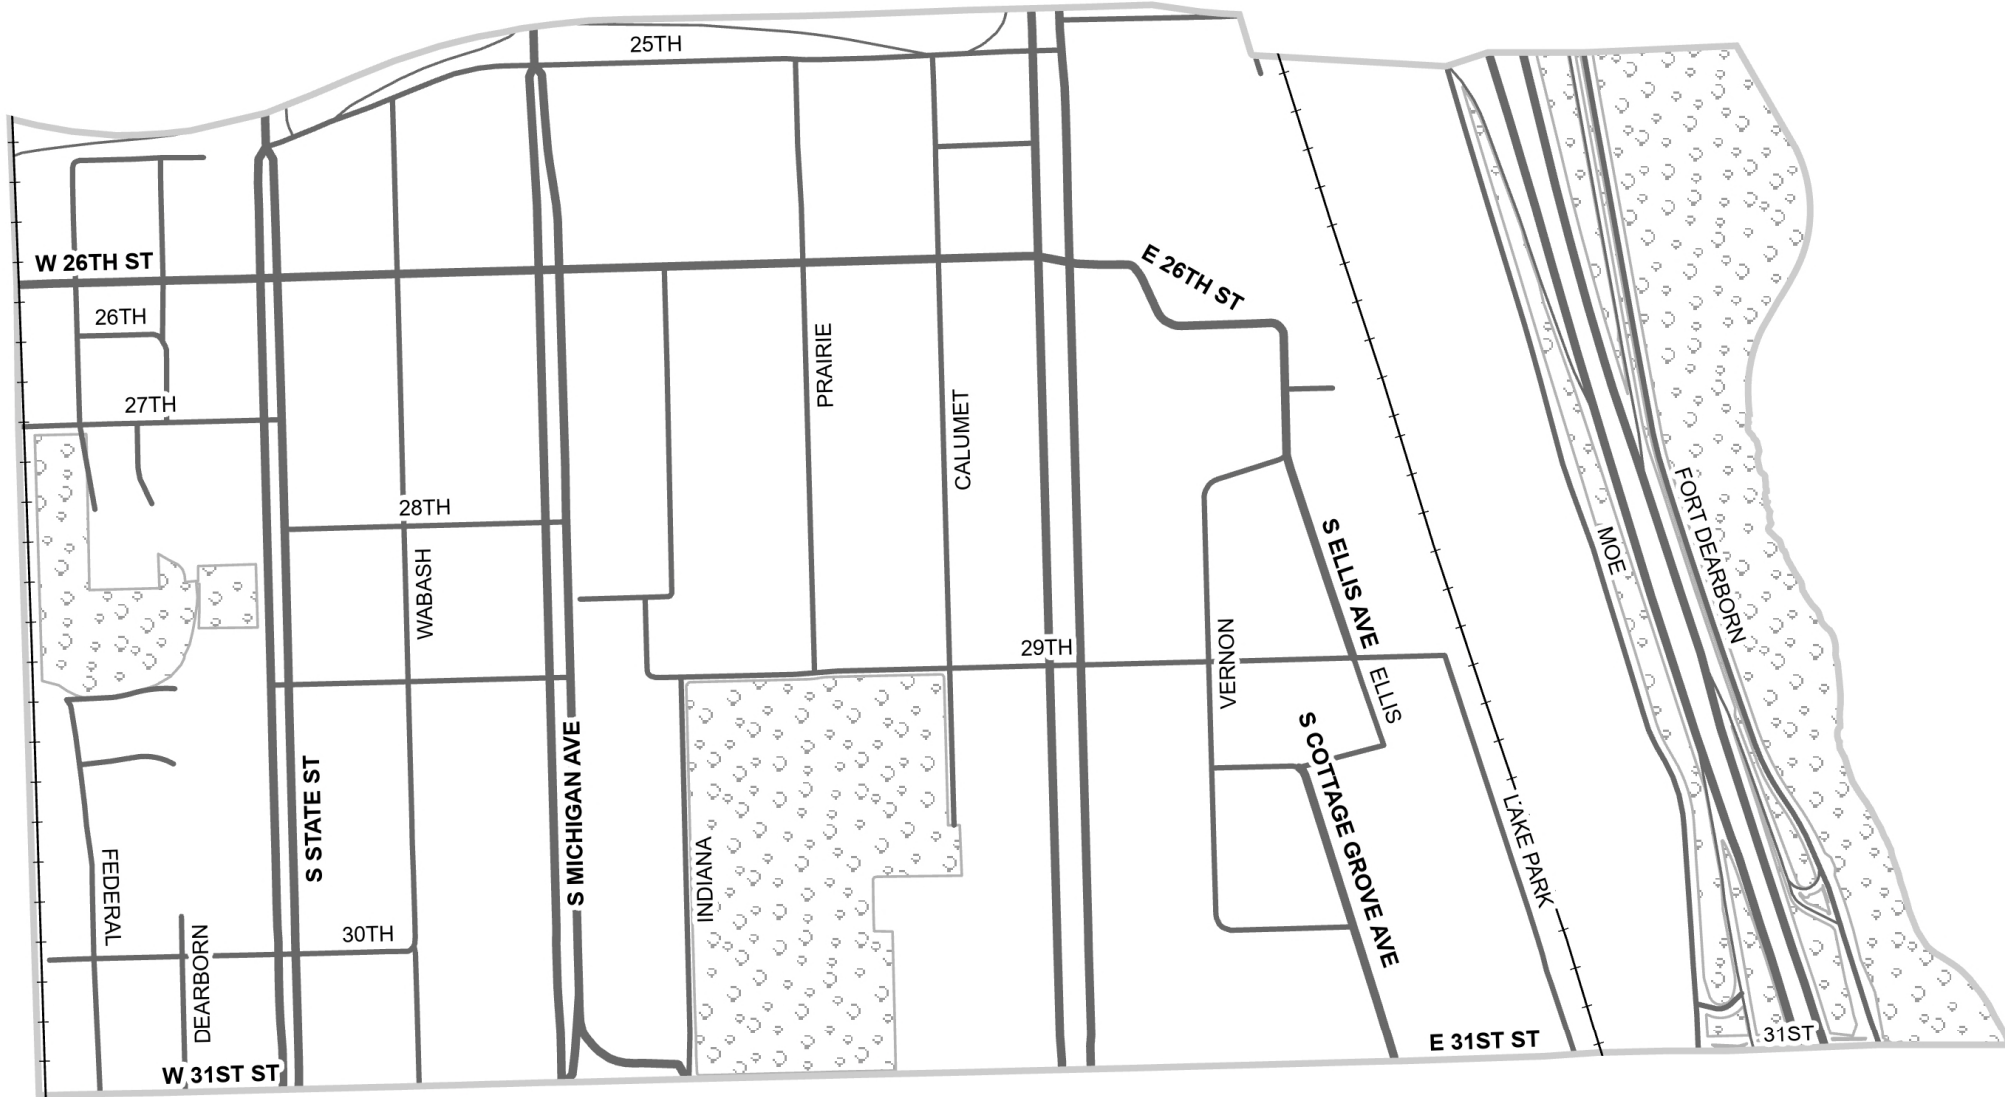 25TH
W 26TH ST
E 26TH ST
26TH
PRAIRIE
27TH
CALUMET
28TH
FORT DEARBORN
S ELLIS AVE
MOE
WABASH
29TH
VERNON
ELLIS
S STATE ST
S MICHIGAN AVE
S COTTAGE GROVE AVE
LAKE PARK
INDIANA
FEDERAL
30TH
DEARBORN
31ST
E 31ST ST
W 31ST ST